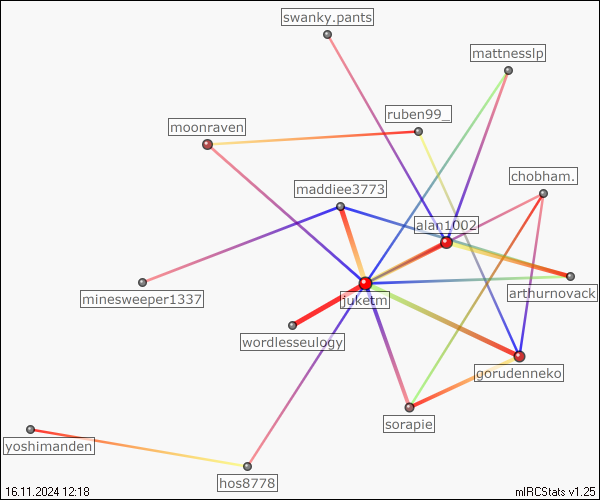 swanky.pants
mattnesslp
ruben99_
moonraven
chobham.
maddiee3773
alan1002
arthurnovack
minesweeper1337
juketm
wordlesseulogy
gorudenneko
sorapie
yoshimanden
hos8778
16.11.2024 12:18
mIRCStats v1.25